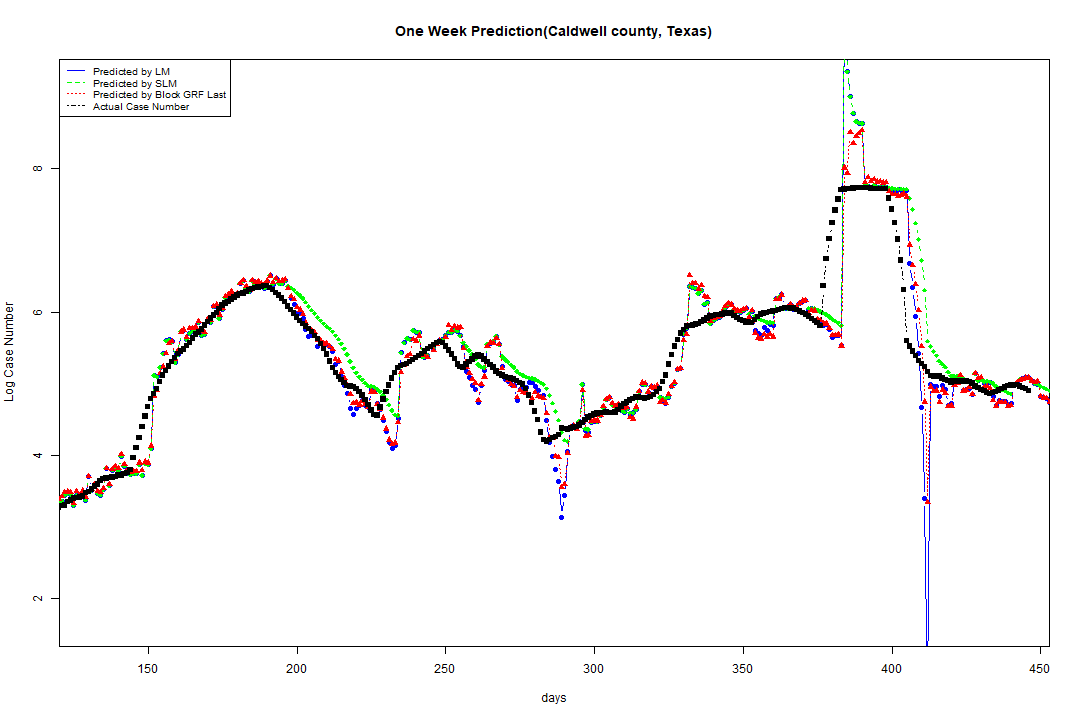 One Week Prediction(Caldwell county, Texas)
Predicted by LM
Predicted by SLM
Predicted by Block GRF Last
Actual Case Number
Log Case Number
8
6
4
2
150 200 250 300 350 400 450
days